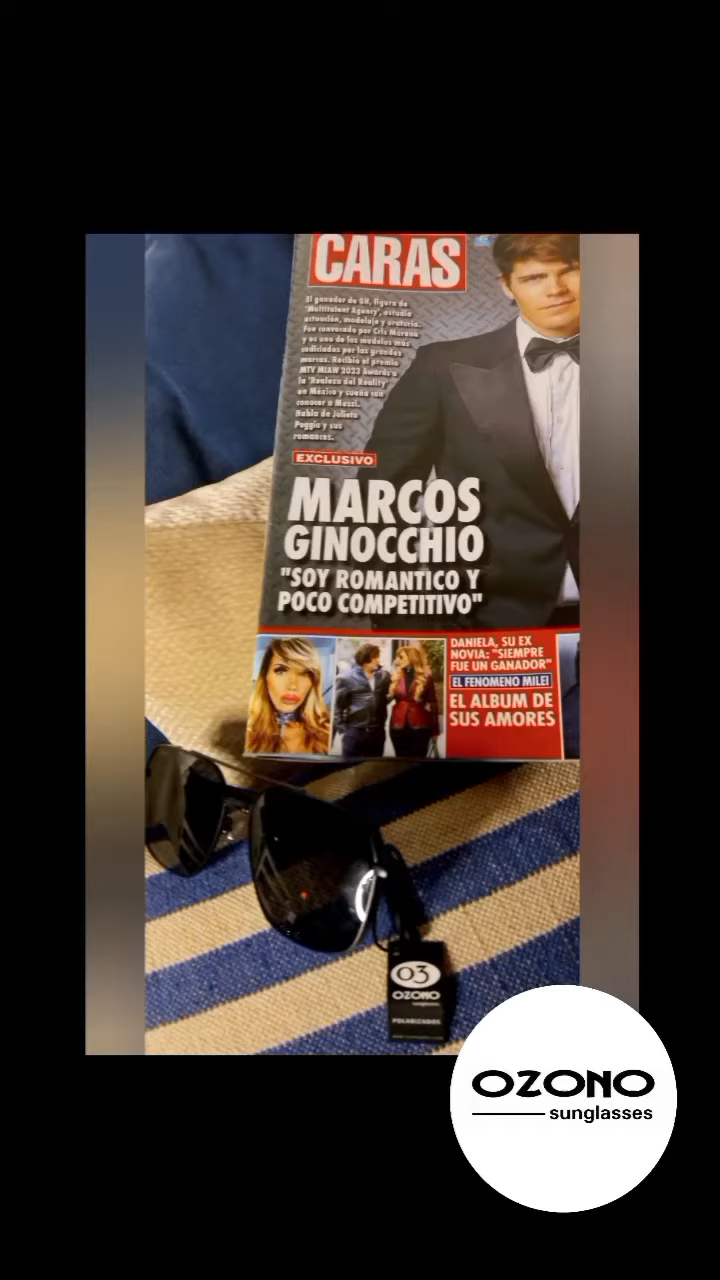 CARAS
El ganador de GH, figura de
'Multitalent Agency', estudia
actuación, modelaje y oratoria.
Fue convocado por Cris Morena
y es uno de los modelos más
codiciados por las grandes
marcas. Recibió el premio
MTV MIAW 2023 Awards a
la 'Realeza del Reality'
en México y sueña con
conocer a Messi.
Habla de Julieta
Poggio y sus
romances.
EXCLUSIVO
MARCOS
GINOCCHIO
"SOY ROMANTICO Y
POCO COMPETITIVO"
DANIELA, SU EX
NOVIA: "SIEMPRE
FUE UN GANADOR"
EL FENOMENO MILEI
EL ALBUM DE
SUS AMORES
O3
OZONO
sunglasses
POLARIZADOS
OZONO
sunglasses